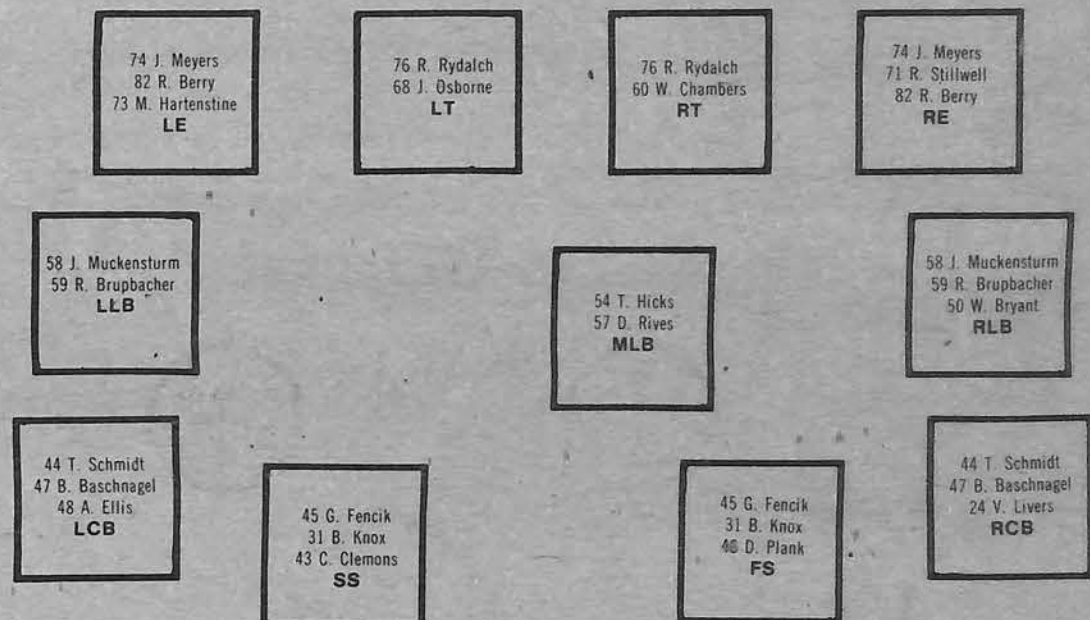 74 J. Meyers
82 R. Berry
73 M. Hartenstine
LE
76 R. Rydalch
68 J. Osborne
LT
76 R. Rydalch
60 W. Chambers
RT
74 J. Meyers
71 R. Stillwell
82 R. Berry
RE
58 J. Muckensturm
59 R. Brupbacher
LLB
54 T. Hicks
57 D. Rives
MLB
58 J. Muckensturm
59 R. Brupbacher
50 W. Bryant
RLB
44 T. Schmidt
47 B. Baschnagel
48 A. Ellis
LCB
45 G. Fencik
31 B. Knox
43 C. Clemons
SS
45 G. Fencik
31 B. Knox
46 D. Plank
FS
44 T. Schmidt
47 B. Baschnagel
24 V. Livers
RCB